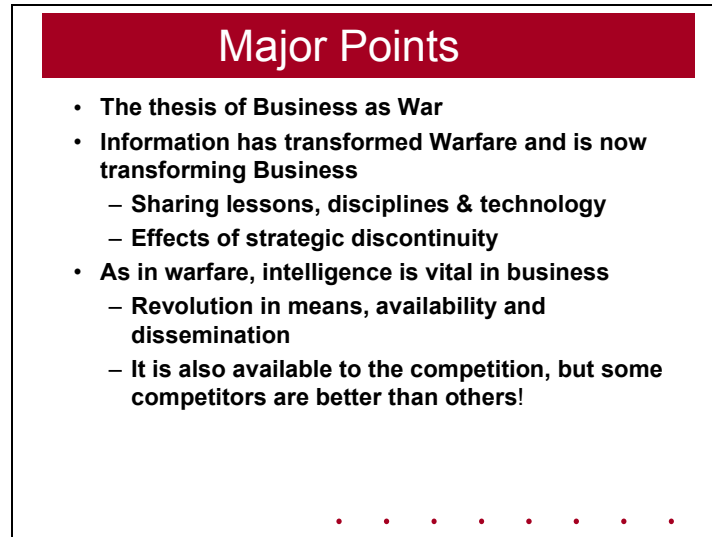 Major Points
• The thesis of Business as War
• Information has transformed Warfare and is now
transforming Business
– Sharing lessons, disciplines & technology
– Effects of strategic discontinuity
• As in warfare, intelligence is vital in business
– Revolution in means, availability and
dissemination
– It is also available to the competition, but some
competitors are better than others!